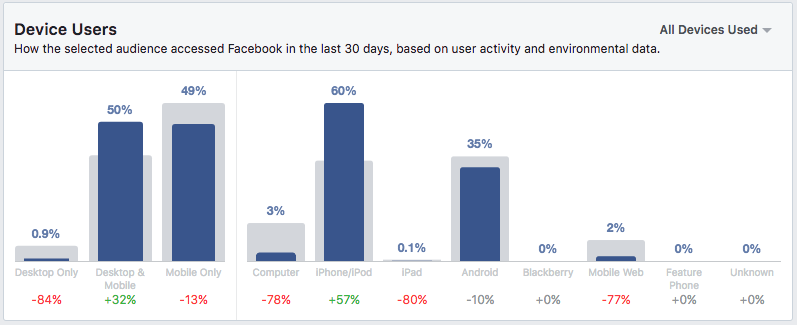 Device Users
All Devices Used
How the selected audience accessed Facebook in the last 30 days, based on user activity and environmental data.
0.9% 50% 49% 3% 60% 0.1% 35% 0% 2% 0% 0%
Desktop Only Desktop & Mobile Only Computer iPhone/iPod iPad Android Blackberry Mobile Web Feature Unknown
Mobile Phone
-84% +32% -13% -78% +57% -80% -10% +0% -77% +0% +0%